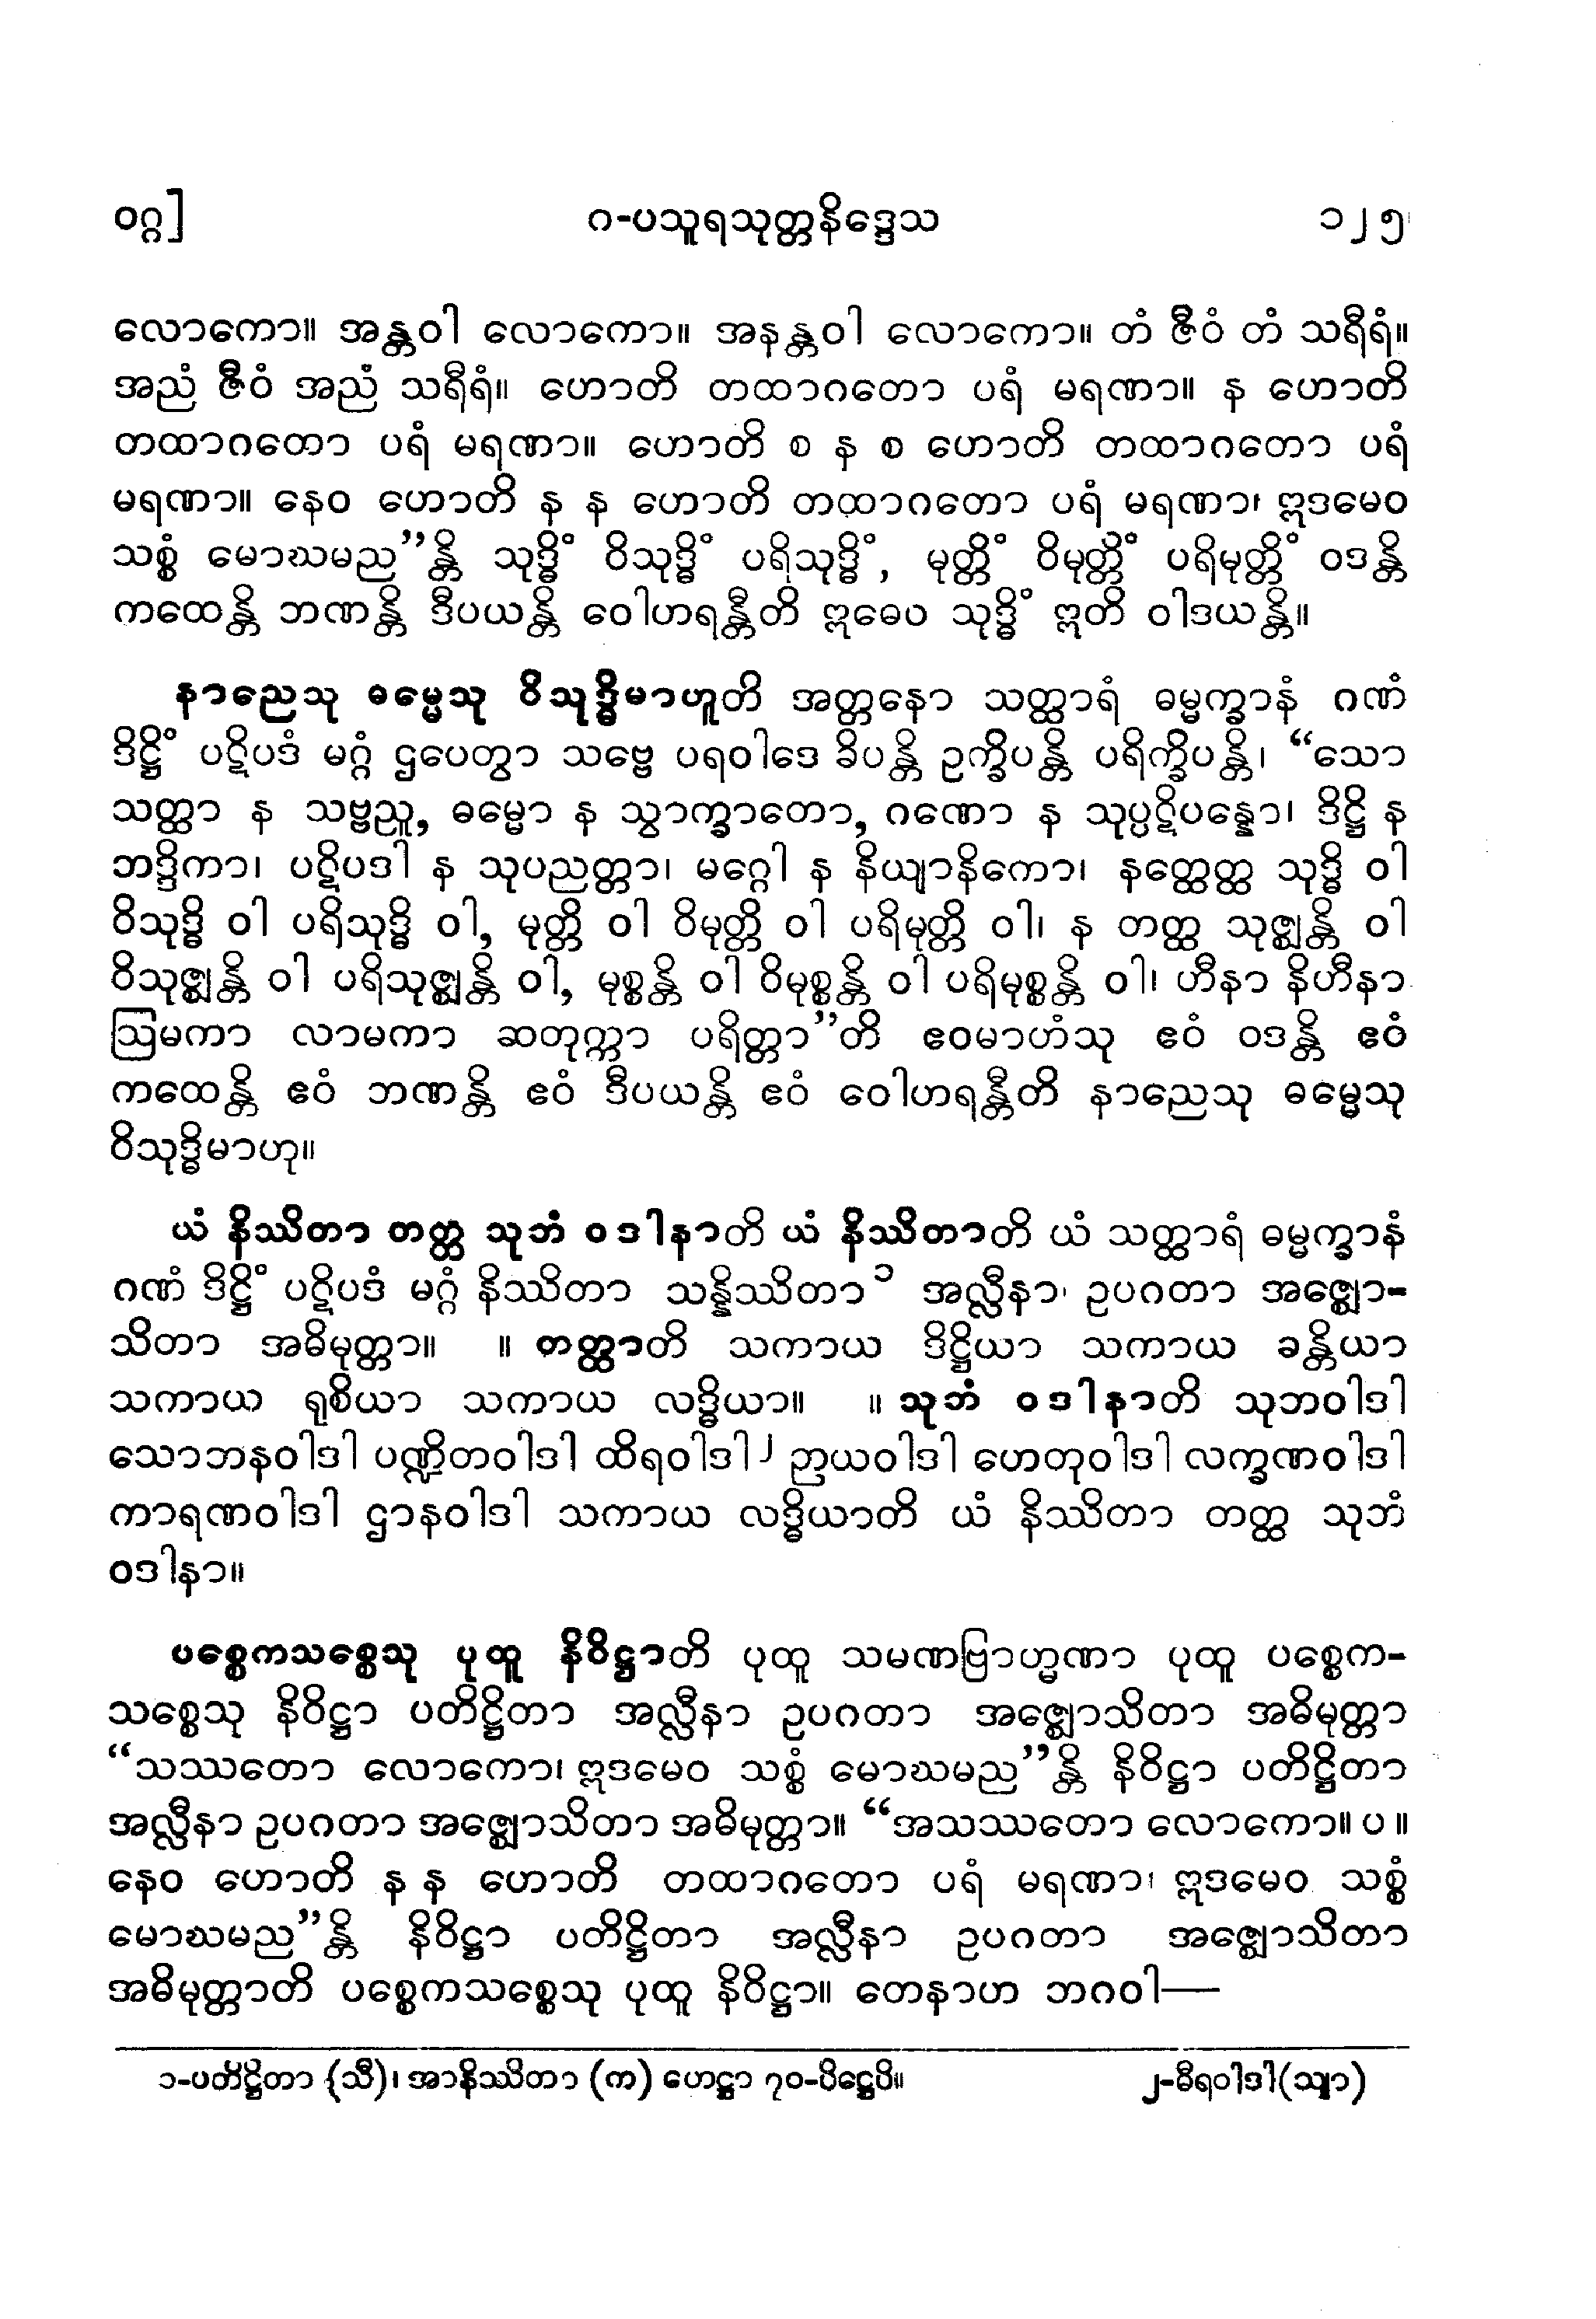 ဝဂ္ဂ] ဂ-ပသူရသုတ္တနိဒ္ဒေသ ၁၂၅
လောကော။ အန္တဝါ လောကော။ အနန္တဝါ လောကော။ တံ ဇီဝံ တံ သရီရံ။
အညံ ဇီဝံ အညံ သရီရံ။ ဟောတိ တထာဂတော ပရံ မရဏာ။ န ဟောတိ
တထာဂတော ပရံ မရဏာ။ ဟောတိ စ န စ ဟောတိ တထာဂတော ပရံ
မရဏာ။ နေဝ ဟောတိ န န ဟောတိ တထာဂတော ပရံ မရဏာ၊ ဣဒမေဝ
သစ္စံ မောဃမည”န္တိ သုဒ္ဓိံ ဝိသုဒ္ဓိံ ပရိသုဒ္ဓိံ, မုတ္တိံ ဝိမုတ္တိံ ပရိမုတ္တိံ ဝဒန္တိ
ကထေန္တိ ဘဏန္တိ ဒီပယန္တိ ဝေါဟရန္တီတိ ဣဓေဝ သုဒ္ဓိံ ဣတိ ဝါဒယန္တိ။
နာညေသု ဓမ္မေသု ဝိသုဒ္ဓိမာဟူတိ အတ္တနော သတ္ထာရံ ဓမ္မက္ခာနံ ဂဏံ
ဒိဋ္ဌိံ ပဋိပဒံ မဂ္ဂံ ဌပေတွာ သဗ္ဗေ ပရဝါဒေ ခိပန္တိ ဥက္ခိပန္တိ ပရိက္ခိပန္တိ၊ “သော
သတ္ထာ န သဗ္ဗညူ, ဓမ္မော န သွာက္ခာတော, ဂဏော န သုပ္ပဋိပန္နော၊ ဒိဋ္ဌိ န
ဘဒ္ဒိကာ၊ ပဋိပဒါ န သုပညတ္တာ၊ မဂ္ဂေါ န နိယျာနိကော၊ နတ္ထေတ္ထ သုဒ္ဓိ ဝါ
ဝိသုဒ္ဓိ ဝါ ပရိသုဒ္ဓိ ဝါ, မုတ္တိ ဝါ ဝိမုတ္တိ ဝါ ပရိမုတ္တိ ဝါ၊ န တတ္ထ သုဇ္ဈန္တိ ဝါ
ဝိသုဇ္ဈန္တိ ဝါ ပရိသုဇ္ဈန္တိ ဝါ, မုစ္စန္တိ ဝါ ဝိမုစ္စန္တိ ဝါ ပရိမုစ္စန္တိ ဝါ၊ ဟီနာ နိဟီနာ
ဩမကာ လာမကာ ဆတုက္ကာ ပရိတ္တာ”တိ ဧဝမာဟံသု ဧဝံ ဝဒန္တိ ဧဝံ
ကထေန္တိ ဧဝံ ဘဏန္တိ ဧဝံ ဒီပယန္တိ ဧဝံ ဝေါဟရန္တီတိ နာညေသု ဓမ္မေသု
ဝိသုဒ္ဓိမာဟု။
ယံ နိဿိတာ တတ္ထ သုဘံ ဝဒါနာတိ ယံ နိဿိတာတိ ယံ သတ္ထာရံ ဓမ္မက္ခာနံ
ဂဏံ ဒိဋ္ဌိံ ပဋိပဒံ မဂ္ဂံ နိဿိတာ သန္နိဿိတာ၁ အလ္လီနာ၊ ဥပဂတာ အဇ္ဈော-
သိတာ အဓိမုတ္တာ။ ။ တတ္ထာတိ သကာယ ဒိဋ္ဌိယာ သကာယ ခန္တိယာ
သကာယ ရုစိယာ သကာယ လဒ္ဓိယာ။ ။ သုဘံ ဝဒါနာတိ သုဘဝါဒါ
သောဘနဝါဒါ ပဏ္ဍိတဝါဒါ ထိရဝါဒါ၂ ဉာယဝါဒါ ဟေတုဝါဒါ လက္ခဏဝါဒါ
ကာရဏဝါဒါ ဌာနဝါဒါ သကာယ လဒ္ဓိယာတိ ယံ နိဿိတာ တတ္ထ သုဘံ
ဝဒါနာ။
ပစ္စေကသစ္စေသု ပုထူ နိဝိဋ္ဌာတိ ပုထူ သမဏဗြာဟ္မဏာ ပုထူ ပစ္စေက-
သစ္စေသု နိဝိဋ္ဌာ ပတိဋ္ဌိတာ အလ္လီနာ ဥပဂတာ အဇ္ဈောသိတာ အဓိမုတ္တာ
“သဿတော လောကော၊ ဣဒမေဝ သစ္စံ မောဃမည”န္တိ နိဝိဋ္ဌာ ပတိဋ္ဌိတာ
အလ္လီနာ ဥပဂတာ အဇ္ဈောသိတာ အဓိမုတ္တာ။ “အသဿတော လောကော။ ပ ။
နေဝ ဟောတိ န န ဟောတိ တထာဂတော ပရံ မရဏာ၊ ဣဒမေဝ သစ္စံ
မောဃမည”န္တိ နိဝိဋ္ဌာ ပတိဋ္ဌိတာ အလ္လီနာ ဥပဂတာ အဇ္ဈောသိတာ
အဓိမုတ္တာတိ ပစ္စေကသစ္စေသု ပုထူ နိဝိဋ္ဌာ။ တေနာဟ ဘဂဝါ—
၁-ပတိဋ္ဌိတာ (သီ)၊ အာနိဿိတာ (က) ဟေဋ္ဌာ ၇၀-ပိဋ္ဌေပိ။ ၂-ဓီရဝါဒါ(သျာ)